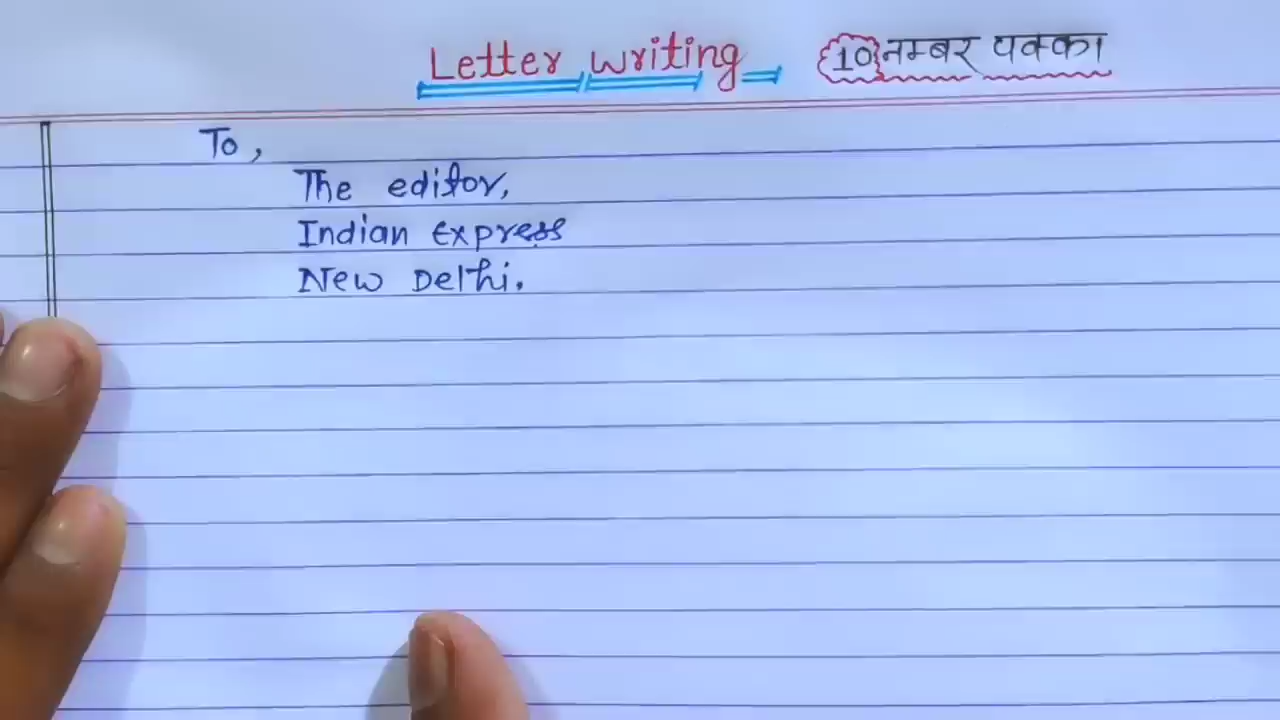 Letter writing 10 नम्बर पक्का
To,
The editor,
Indian Express
New Delhi.